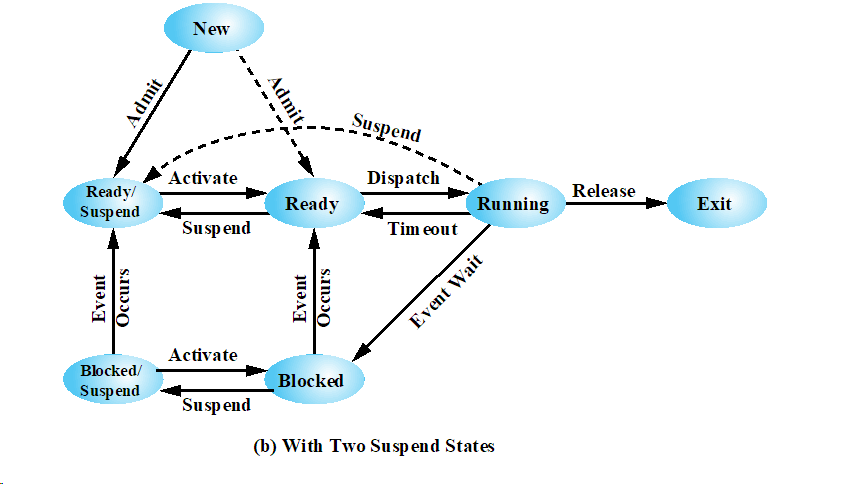 New
Admit
Admit
Suspend
Ready/
Suspend
Activate
Suspend
Ready
Dispatch
Timeout
Running
Release
Exit
Event
Occurs
Event
Occurs
Event Wait
Blocked/
Suspend
Activate
Suspend
Blocked
(b) With Two Suspend States